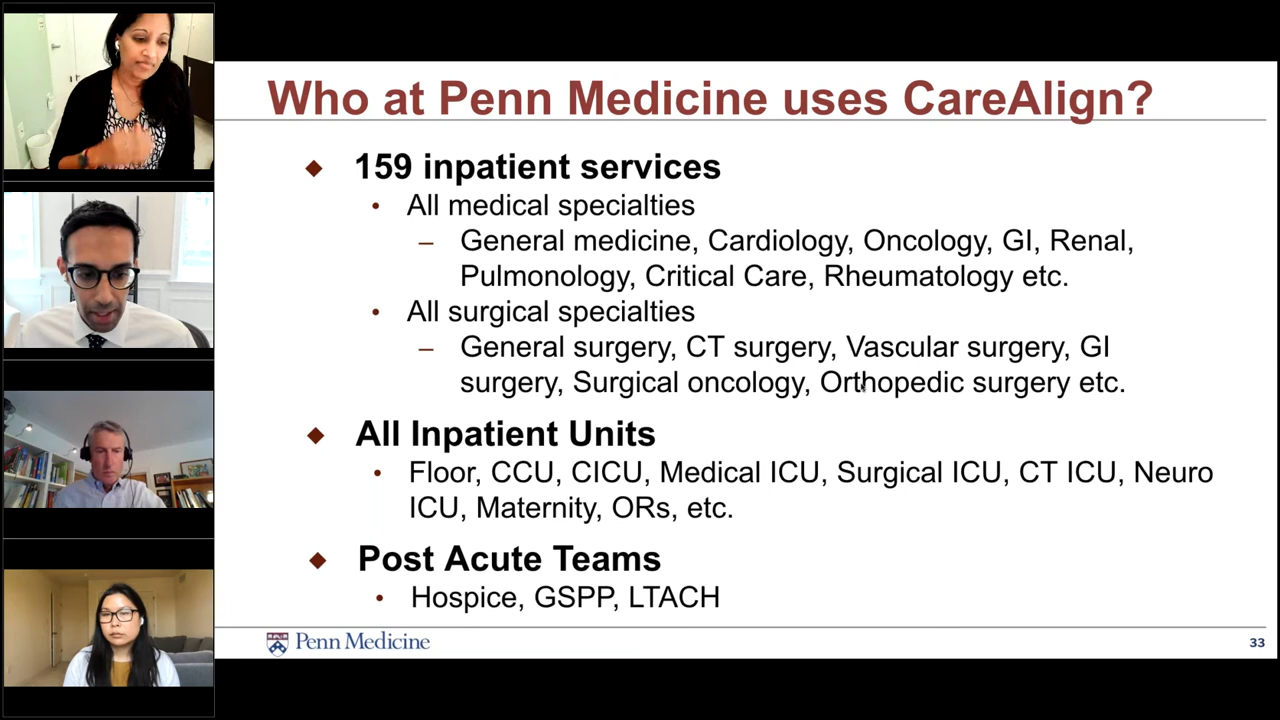 Who at Penn Medicine uses CareAlign?
◆ 159 inpatient services
• All medical specialties
– General medicine, Cardiology, Oncology, GI, Renal,
Pulmonology, Critical Care, Rheumatology etc.
• All surgical specialties
– General surgery, CT surgery, Vascular surgery, GI
surgery, Surgical oncology, Orthopedic surgery etc.
◆ All Inpatient Units
• Floor, CCU, CICU, Medical ICU, Surgical ICU, CT ICU, Neuro
ICU, Maternity, ORs, etc.
◆ Post Acute Teams
• Hospice, GSPP, LTACH
Penn Medicine
33